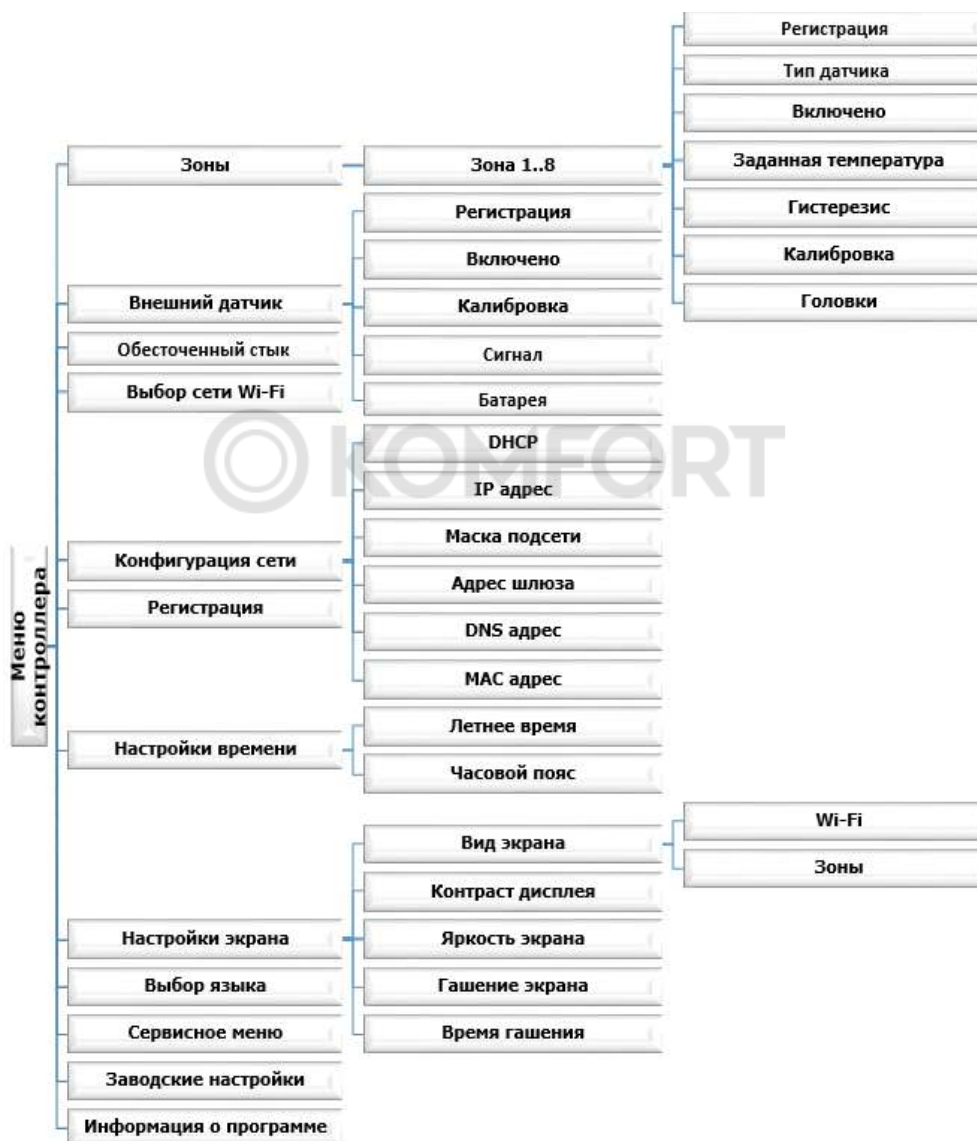 Меню
контроллера
Зоны
Зона 1..8
Регистрация
Тип датчика
Включено
Заданная температура
Гистерезис
Калибровка
Головки
Внешний датчик
Регистрация
Включено
Калибровка
Сигнал
Батарея
Обесточенный стык
Выбор сети Wi-Fi
Конфигурация сети
DHCP
IP адрес
Маска подсети
Адрес шлюза
DNS адрес
MAC адрес
Регистрация
Настройки времени
Летнее время
Часовой пояс
Настройки экрана
Вид экрана
Wi-Fi
Зоны
Контраст дисплея
Яркость экрана
Гашение экрана
Время гашения
Выбор языка
Сервисное меню
Заводские настройки
Информация о программе
KOMFORT